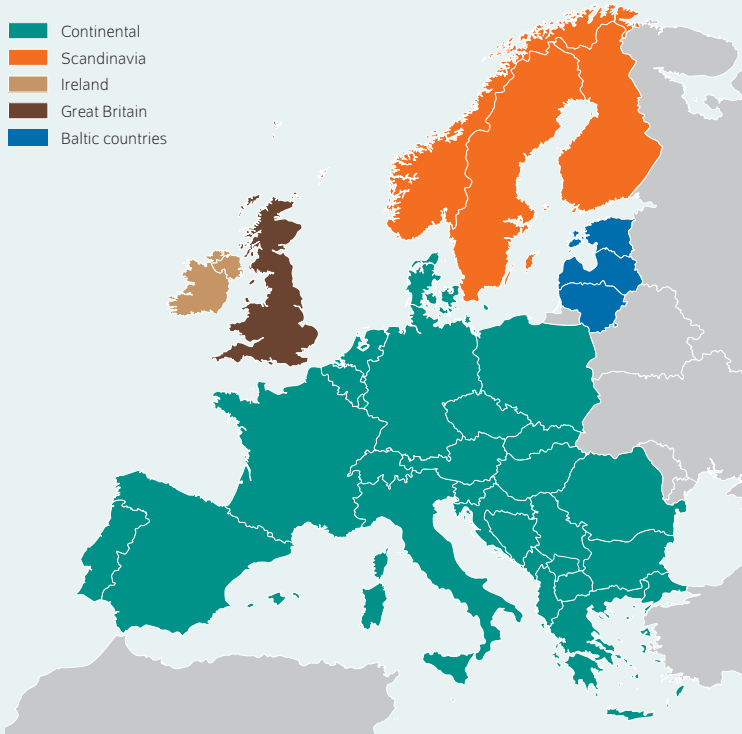 Continental
Scandinavia
Ireland
Great Britain
Baltic countries